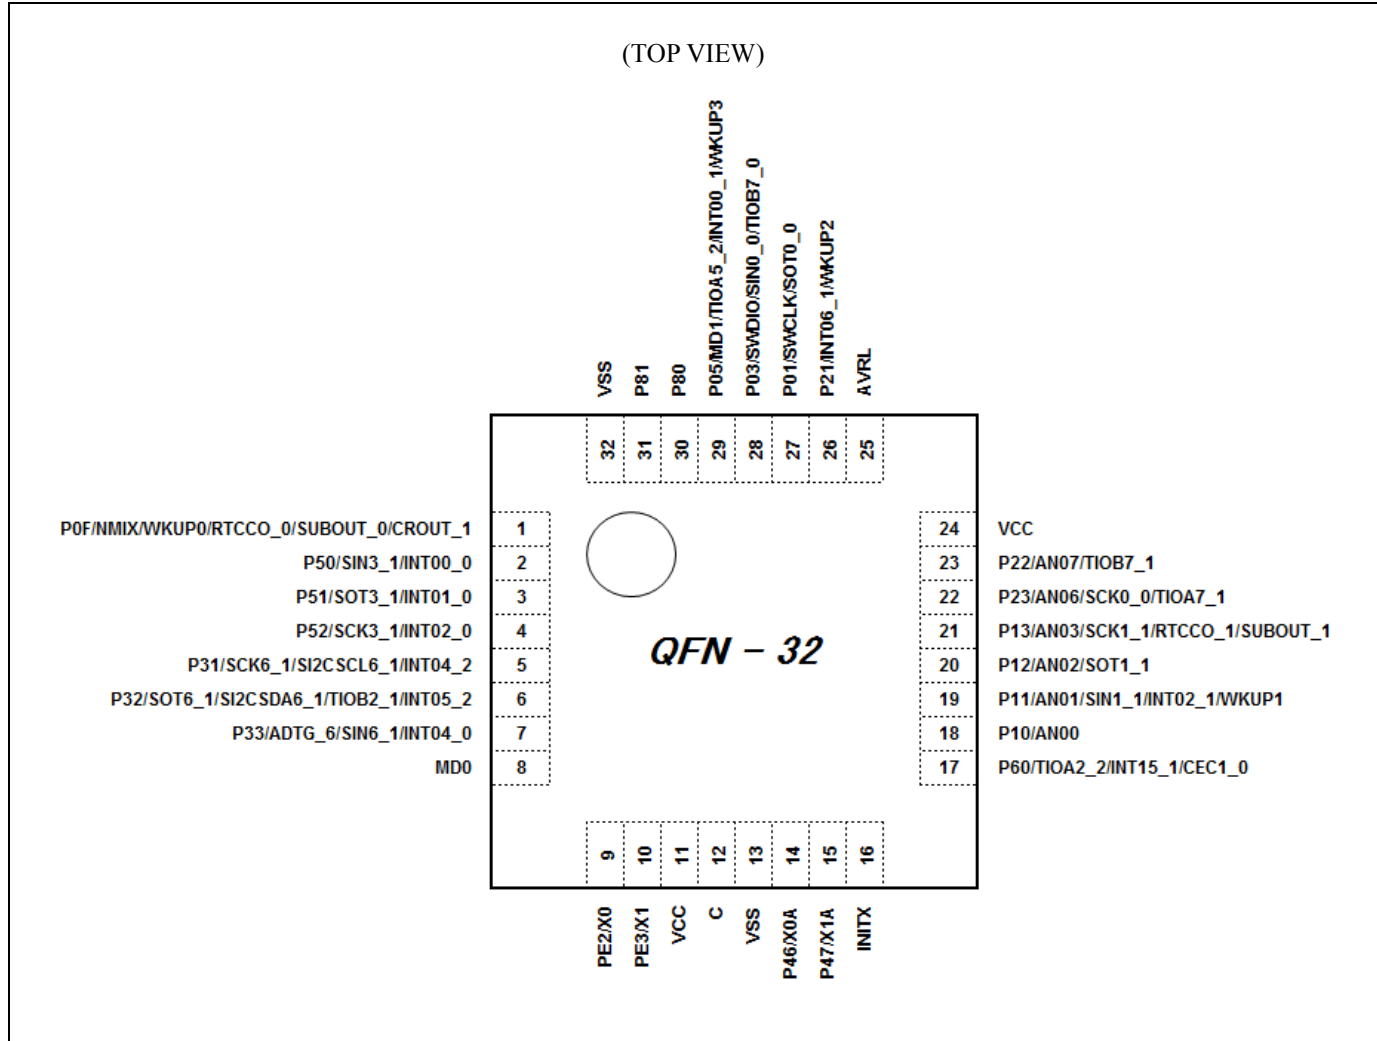 (TOP VIEW)
VSS
P81
P80
P05/MD1/TIOA5_2/INT00_1/WKUP3
P03/SWDIO/SIN0_0/TIOB7_0
P01/SWCLK/SOT0_0
P21/INT06_1/WKUP2
AVRL
32 31 30 29 28 27 26 25
P0F/NMIX/WKUP0/RTCCO_0/SUBOUT_0/CROUT_1 1
P50/SIN3_1/INT00_0 2
P51/SOT3_1/INT01_0 3
P52/SCK3_1/INT02_0 4
P31/SCK6_1/SI2CSCL6_1/INT04_2 5
P32/SOT6_1/SI2CSDA6_1/TIOB2_1/INT05_2 6
P33/ADTG_6/SIN6_1/INT04_0 7
MD0 8
QFN - 32
24 VCC
23 P22/AN07/TIOB7_1
22 P23/AN06/SCK0_0/TIOA7_1
21 P13/AN03/SCK1_1/RTCCO_1/SUBOUT_1
20 P12/AN02/SOT1_1
19 P11/AN01/SIN1_1/INT02_1/WKUP1
18 P10/AN00
17 P60/TIOA2_2/INT15_1/CEC1_0
9 10 11 12 13 14 15 16
PE2/X0
PE3/X1
VCC
C
VSS
P46/X0A
P47/X1A
INITX